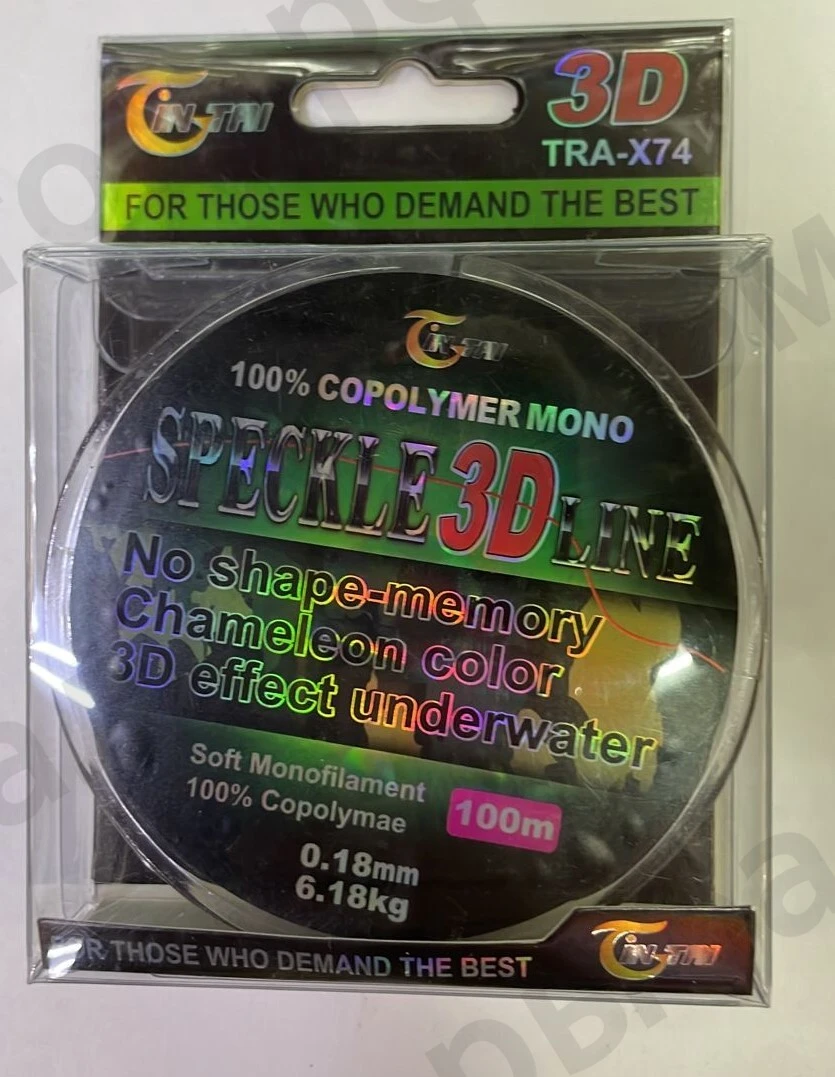 TIN-TAI
3D
TRA-X74
FOR THOSE WHO DEMAND THE BEST
TIN-TAI
100% COPOLYMER MONO
SPECKLE 3D LINE
No shape-memory
Chameleon color
3D effect underwater
Soft Monofilament
100% Copolymae
100m
0.18mm
6.18kg
FOR THOSE WHO DEMAND THE BEST
TIN-TAI